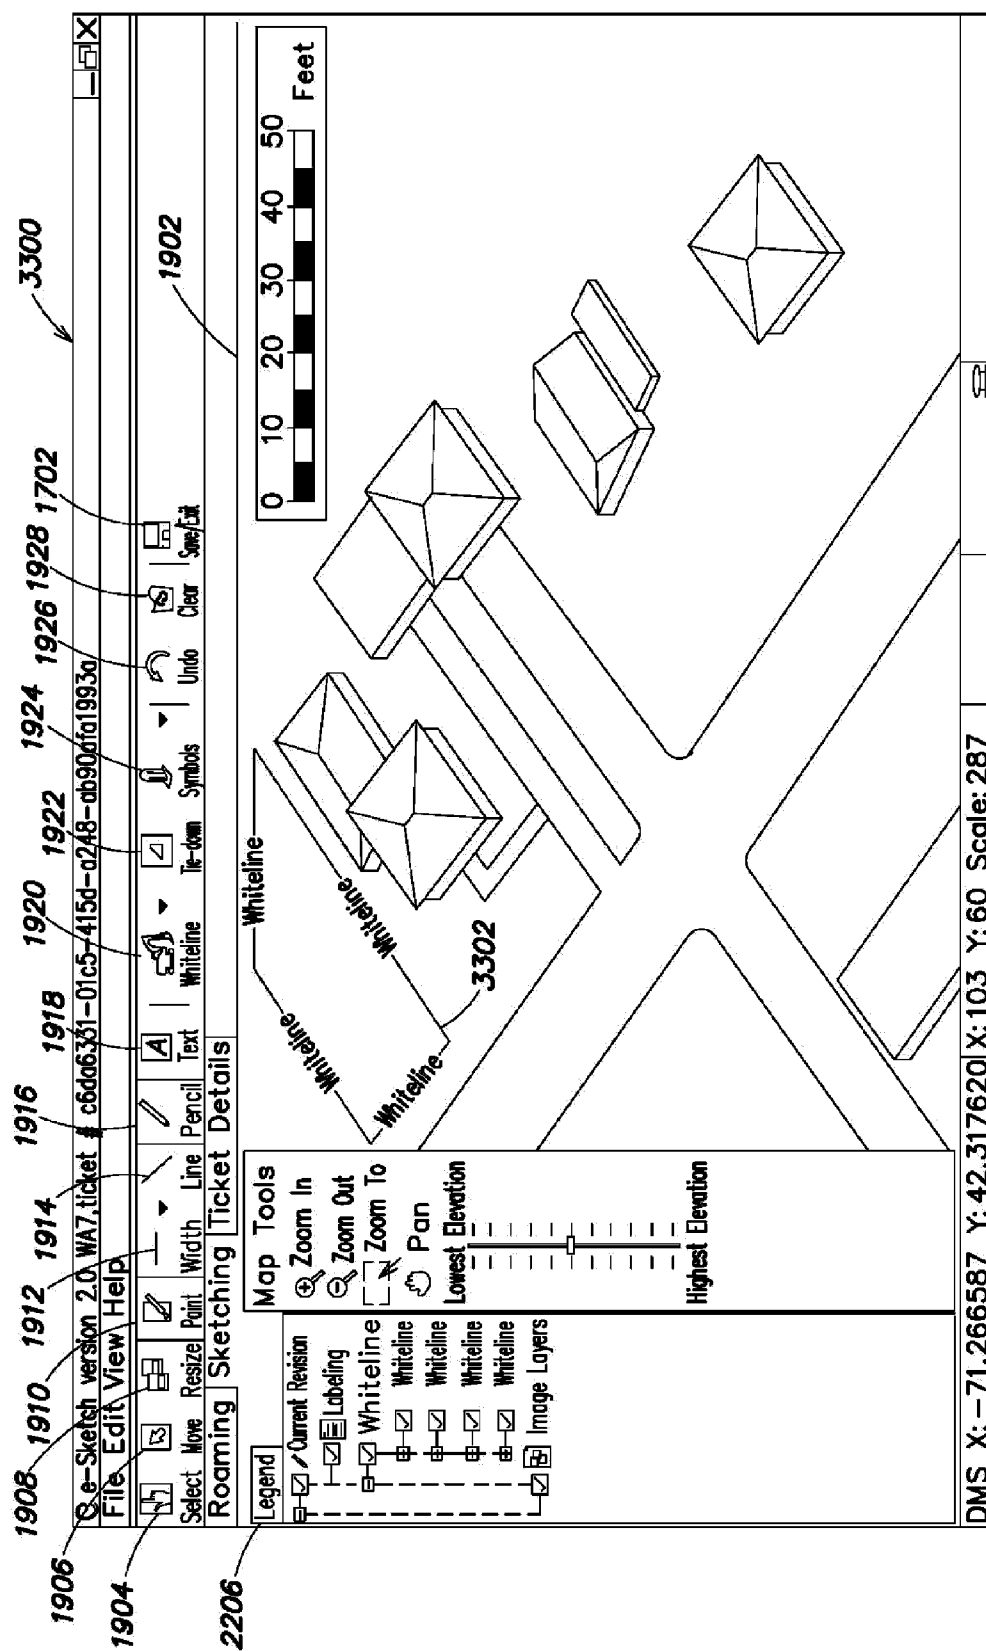 3300
C e-Sketch version 2.0 WA7,ticket # c6da6331-01c5-415d-a248-ab90afa1993a
File Edit View Help
1904
1906
1908
1910
1912
1914
1916
1918
1920
1922
1924
1926
1928
1702
Select Move Resize Paint Width Line Pencil Text Whiteline Tie-down Symbols Undo Clear Save/Exit
Roaming Sketching Ticket Details
1902
2206
Legend
Current Revision
Labeling
Whiteline
Whiteline
Whiteline
Whiteline
Whiteline
Image Layers
Map Tools
Zoom In
Zoom Out
Zoom To
Pan
Lowest Elevation
Highest Elevation
Whiteline
Whiteline
Whiteline
Whiteline
3302
0 10 20 30 40 50
Feet
DMS X: -71.266587 Y: 42.317620 X: 103 Y: 60 Scale: 287